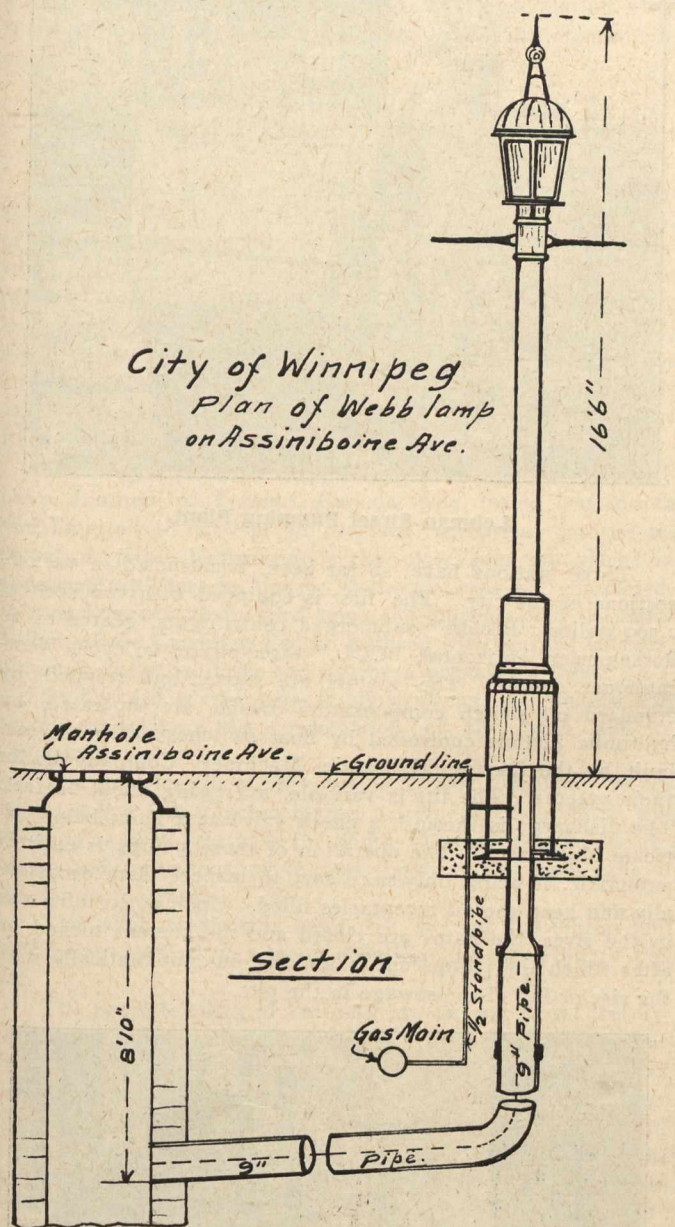 City of Winnipeg
Plan of Webb lamp
on Assiniboine Ave.
16'6"
Manhole
Assiniboine Ave.
Ground line
Section
8'10"
1/2 Standpipe
9" Pipe.
Gas Main
9" Pipe.